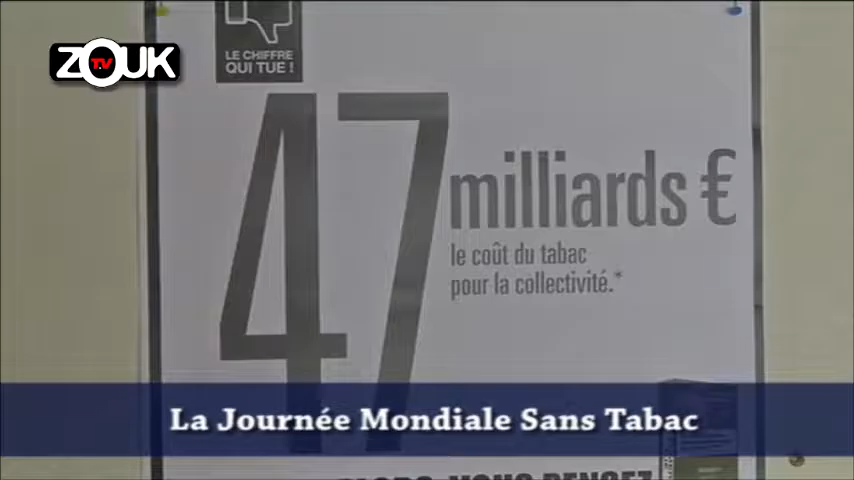 ZOUK
TV
LE CHIFFRE
QUI TUE !
47
milliards €
le coût du tabac
pour la collectivité.*
La Journée Mondiale Sans Tabac